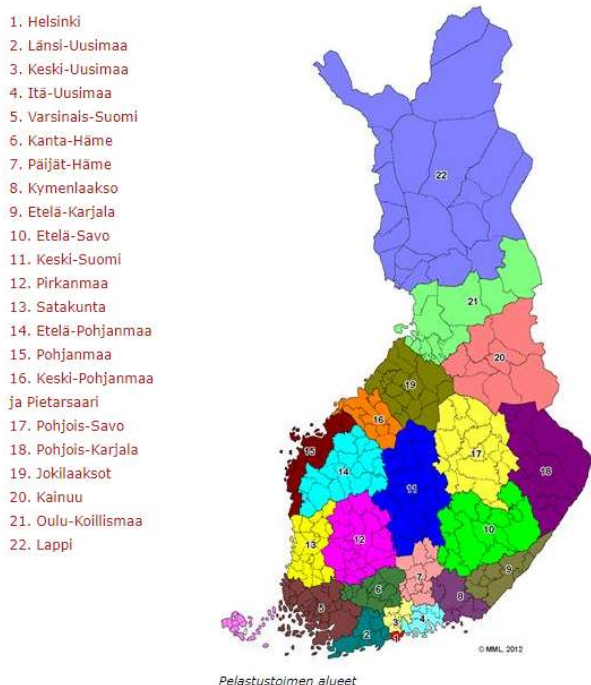 1. Helsinki
2. Länsi-Uusimaa
3. Keski-Uusimaa
4. Itä-Uusimaa
5. Varsinais-Suomi
6. Kanta-Häme
7. Päijät-Häme
8. Kymenlaakso
9. Etelä-Karjala
10. Etelä-Savo
11. Keski-Suomi
12. Pirkanmaa
13. Satakunta
14. Etelä-Pohjanmaa
15. Pohjanmaa
16. Keski-Pohjanmaa
ja Pietarsaari
17. Pohjois-Savo
18. Pohjois-Karjala
19. Jokilaaksot
20. Kainuu
21. Oulu-Koillismaa
22. Lappi
22
21
20
19
16
15
17
14
18
11
10
12
13
9
7
6
8
5
4
3
2
1
© MML, 2012
Pelastustoimen alueet